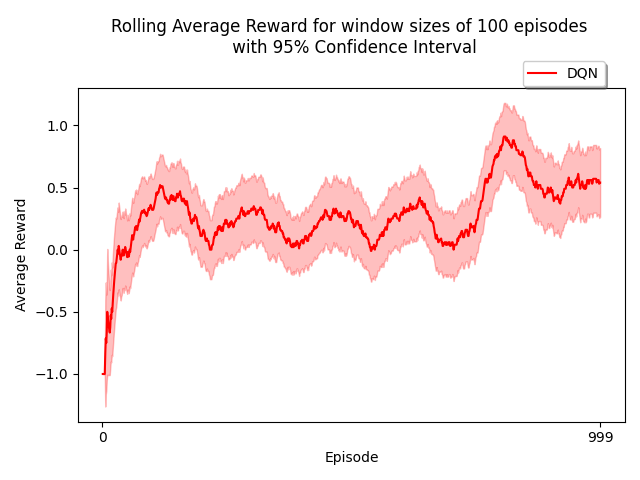 Rolling Average Reward for window sizes of 100 episodes
with 95% Confidence Interval
DQN
1.0
0.5
0.0
−0.5
−1.0
Average Reward
0
999
Episode